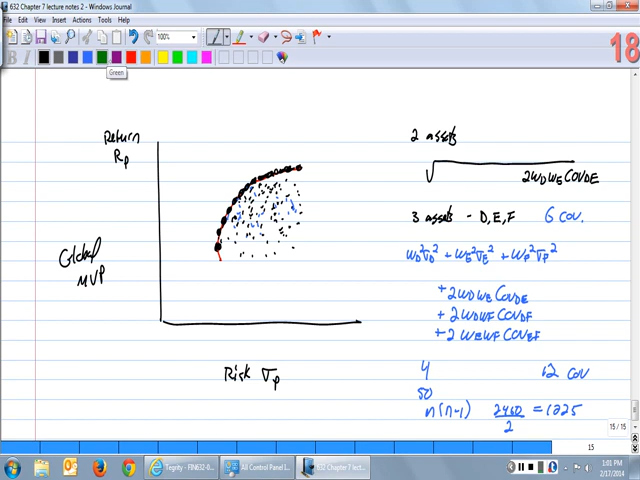 632 Chapter 7 lecture notes 2 - Windows Journal
File Edit View Insert Actions Tools Help
100%
18
Green
Return
Rp
Global
MVP
Risk σp
2 assets
√ 2WDWE COVDE
3 assets - D, E, F 6 COV.
WD²σD² + WE²σE² + WF²σF²
+2WDWE COVDE
+ 2WDWF COVDF
+2 WEWF COVEF
4 12 COV
50
n(n-1) 2450/2 = 1225
15 / 15
15
Tegrity - FIN632-0...
All Control Panel I...
632 Chapter 7 lect...
1:01 PM
2/17/2014